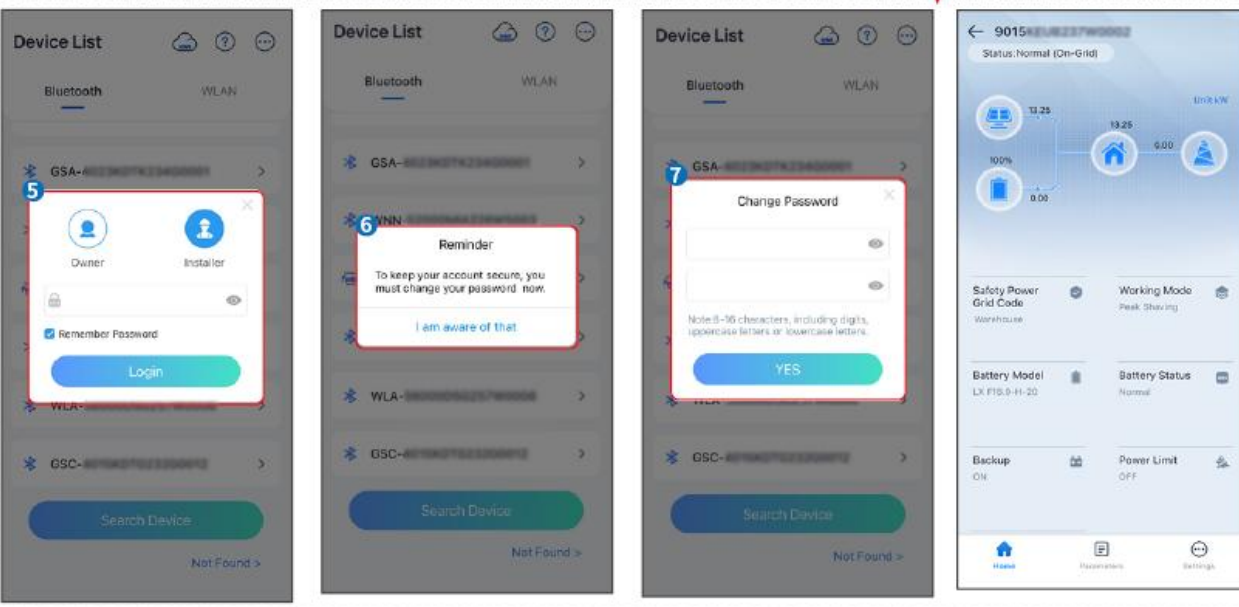 Device List
Bluetooth
WLAN
GSA-
5
Owner
Installer
Remember Password
Login
WLA-
GSC-
Search Device
Not Found >
Device List
Bluetooth
WLAN
GSA-
WNN-
6
Reminder
To keep your account secure, you
must change your password now.
I am aware of that
WLA-
GSC-
Search Device
Not Found >
Device List
Bluetooth
WLAN
GSA-
7
Change Password
Note:8-16 characters, including digits,
uppercase letters or lowercase letters.
YES
WLA-
GSC-
Search Device
Not Found >
9015
Status:Normal (On-Grid)
Unit:kW
13.25
13.25
0.00
100%
0.00
Safety Power
Grid Code
Warehouse
Working Mode
Peak Shaving
Battery Model
Battery Status
Normal
Backup
ON
Power Limit
OFF
Home
Parameters
Settings